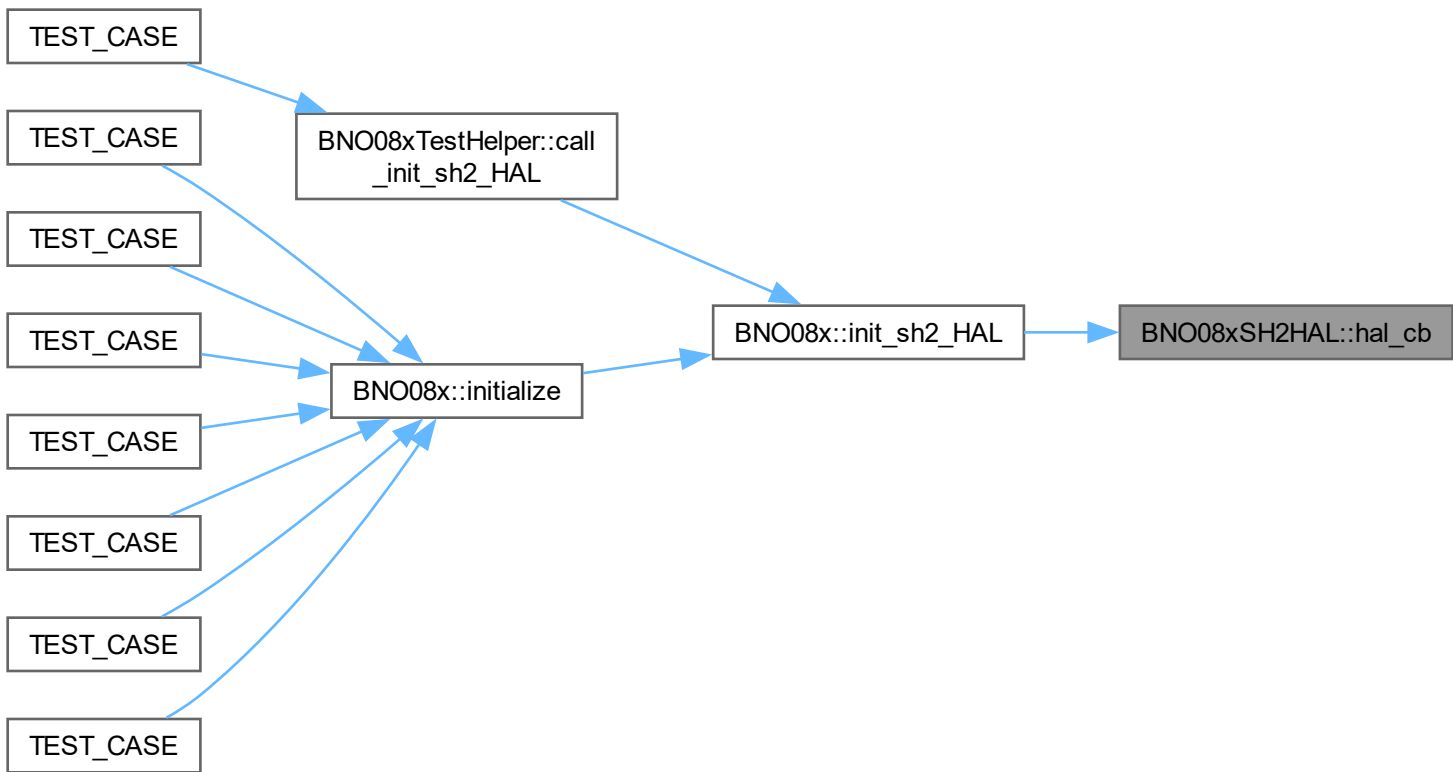 TEST_CASE
TEST_CASE
TEST_CASE
TEST_CASE
TEST_CASE
TEST_CASE
TEST_CASE
TEST_CASE
BNO08xTestHelper::call
_init_sh2_HAL
BNO08x::initialize
BNO08x::init_sh2_HAL
BNO08xSH2HAL::hal_cb